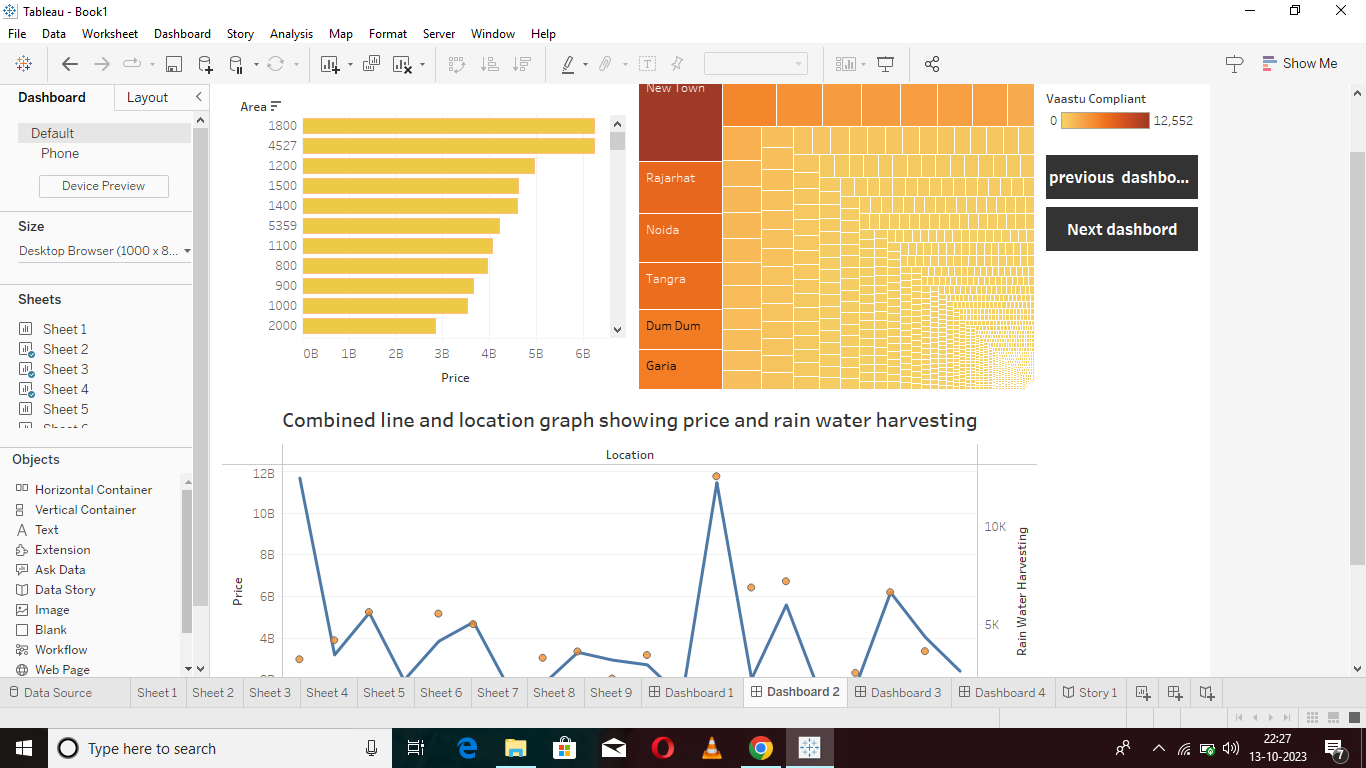 Tableau - Book1
File Data Worksheet Dashboard Story Analysis Map Format Server Window Help
Show Me
Dashboard Layout
Default
Phone
Device Preview
Size
Desktop Browser (1000 x 8...
Sheets
Sheet 1
Sheet 2
Sheet 3
Sheet 4
Sheet 5
Objects
Horizontal Container
Vertical Container
Text
Extension
Ask Data
Data Story
Image
Blank
Workflow
Web Page
Area
1800
4527
1200
1500
1400
5359
1100
800
900
1000
2000
0B 1B 2B 3B 4B 5B 6B
Price
New Town
Rajarhat
Noida
Tangra
Dum Dum
Garia
Vaastu Compliant
0 12,552
previous dashbo...
Next dashbord
Combined line and location graph showing price and rain water harvesting
Location
12B
10B
8B
6B
4B
Price
10K
5K
Rain Water Harvesting
Data Source Sheet 1 Sheet 2 Sheet 3 Sheet 4 Sheet 5 Sheet 6 Sheet 7 Sheet 8 Sheet 9 Dashboard 1 Dashboard 2 Dashboard 3 Dashboard 4 Story 1
Type here to search
22:27
13-10-2023
7